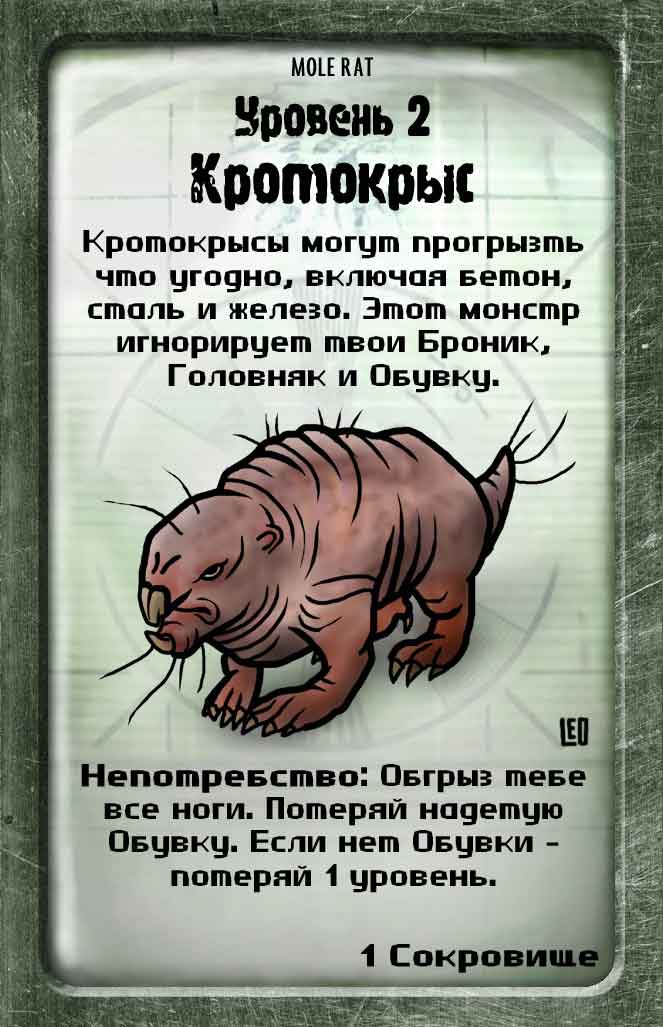 MOLE RAT
Уровень 2
Кротокрыс
Кротокрысы могут прогрызть
что угодно, включая бетон,
сталь и железо. Этот монстр
игнорирует твои Броник,
Головняк и Обувку.
LEO
Непотребство: Обгрыз тебе
все ноги. Потеряй надетую
Обувку. Если нет Обувки -
потеряй 1 уровень.
1 Сокровище